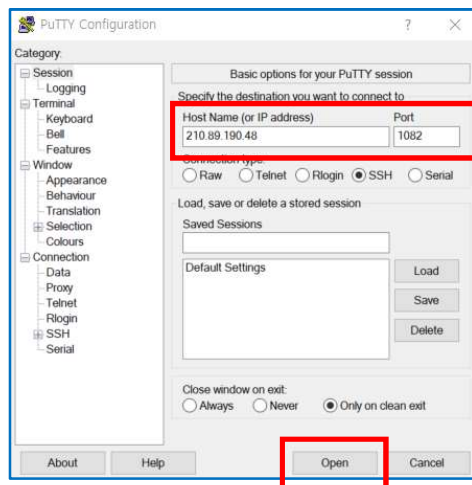 PuTTY Configuration ? ×
Category:
Session
Logging
Terminal
Keyboard
Bell
Features
Window
Appearance
Behaviour
Translation
Selection
Colours
Connection
Data
Proxy
Telnet
Rlogin
SSH
Serial
Basic options for your PuTTY session
Specify the destination you want to connect to
Host Name (or IP address) Port
210.89.190.48 1082
Connection type:
Raw Telnet Rlogin SSH Serial
Load, save or delete a stored session
Saved Sessions
Default Settings
Load
Save
Delete
Close window on exit:
Always Never Only on clean exit
About Help Open Cancel